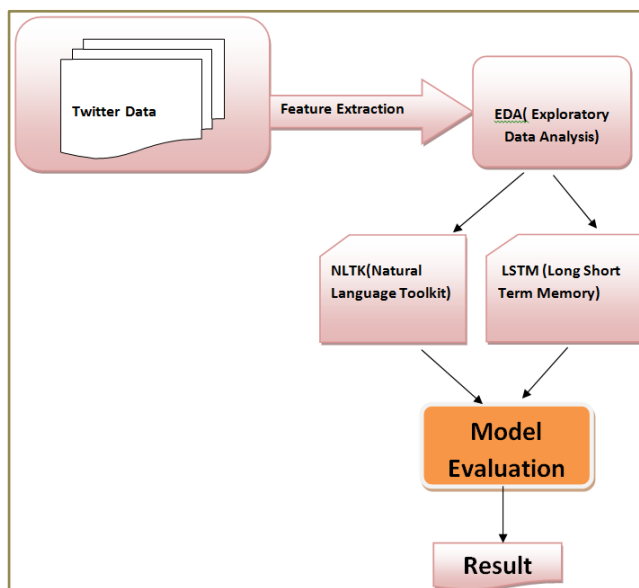 Twitter Data
Feature Extraction
EDA( Exploratory
Data Analysis)
NLTK(Natural
Language Toolkit)
LSTM (Long Short
Term Memory)
Model
Evaluation
Result